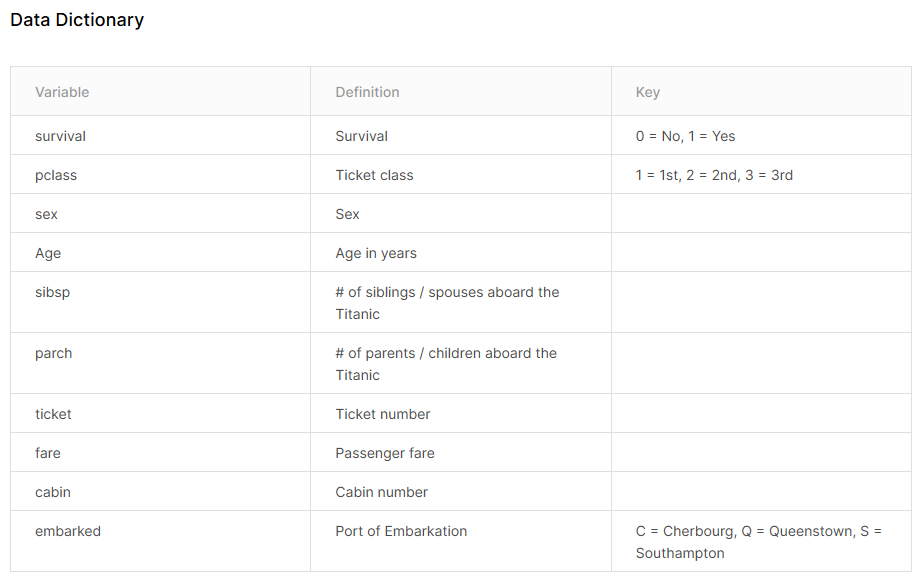 Data Dictionary
Variable Definition Key
survival Survival 0 = No, 1 = Yes
pclass Ticket class 1 = 1st, 2 = 2nd, 3 = 3rd
sex Sex
Age Age in years
sibsp # of siblings / spouses aboard the
Titanic
parch # of parents / children aboard the
Titanic
ticket Ticket number
fare Passenger fare
cabin Cabin number
embarked Port of Embarkation C = Cherbourg, Q = Queenstown, S =
Southampton